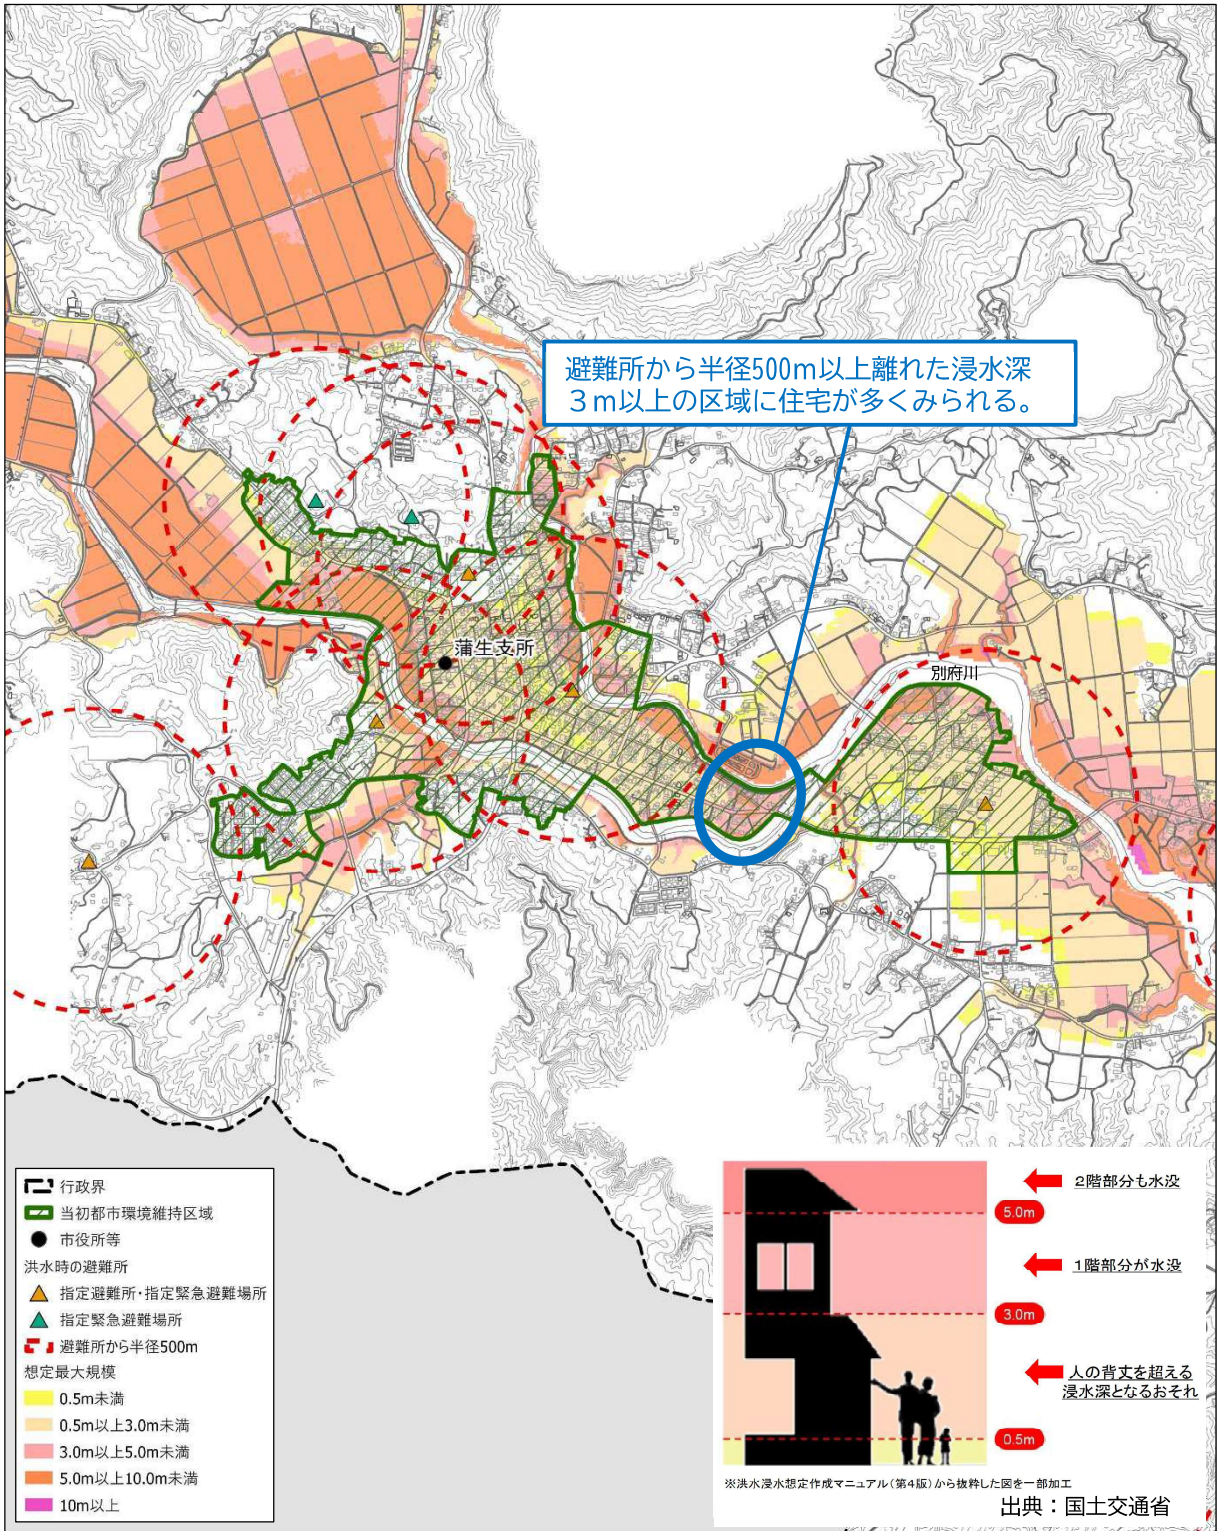 避難所から半径500m以上離れた浸水深
３m以上の区域に住宅が多くみられる。
別府川
蒲生支所
行政界
当初都市環境維持区域
市役所等
洪水時の避難所
指定避難所・指定緊急避難場所
指定緊急避難場所
避難所から半径500m
想定最大規模
0.5m未満
0.5m以上3.0m未満
3.0m以上5.0m未満
5.0m以上10.0m未満
10m以上
2階部分も水没
5.0m
1階部分が水没
3.0m
人の背丈を超える
浸水深となるおそれ
0.5m
※洪水浸水想定作成マニュアル(第4版)から抜粋した図を一部加工
出典：国土交通省